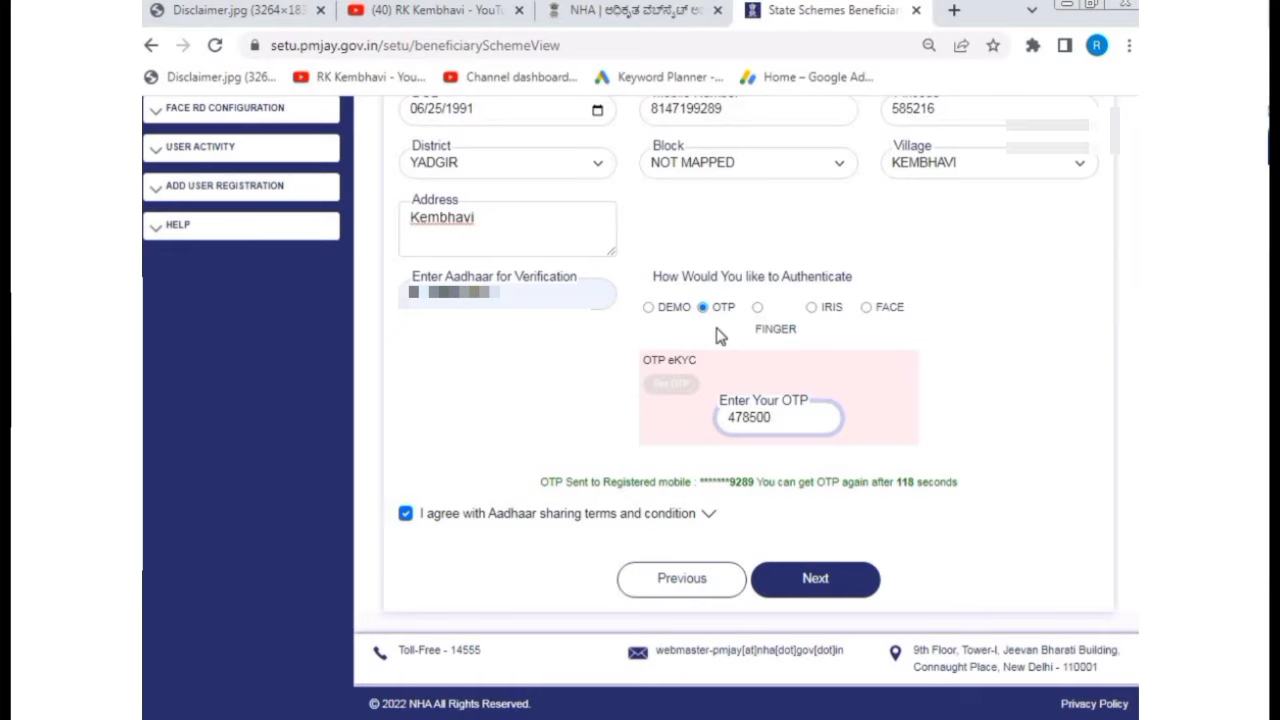 Disclaimer.jpg (3264×183
(40) RK Kembhavi - YouTu
NHA | ಅಧಿಕೃತ ವೆಬ್‌ಸೈಟ್ ಆ
State Schemes Beneficiar
setu.pmjay.gov.in/setu/beneficiarySchemeView
R
Disclaimer.jpg (326...
RK Kembhavi - You...
Channel dashboard...
Keyword Planner -...
Home – Google Ad...
FACE RD CONFIGURATION
USER ACTIVITY
ADD USER REGISTRATION
HELP
06/25/1991
8147199289
585216
District
Block
Village
YADGIR
NOT MAPPED
KEMBHAVI
Address
Kembhavi
Enter Aadhaar for Verification
How Would You like to Authenticate
DEMO
OTP
IRIS
FACE
FINGER
OTP eKYC
Enter Your OTP
478500
OTP Sent to Registered mobile : *******9289 You can get OTP again after 118 seconds
I agree with Aadhaar sharing terms and condition
Previous
Next
Toll-Free - 14555
webmaster-pmjay[at]nha[dot]gov[dot]in
9th Floor, Tower-l, Jeevan Bharati Building,
Connaught Place, New Delhi - 110001
© 2022 NHA All Rights Reserved.
Privacy Policy